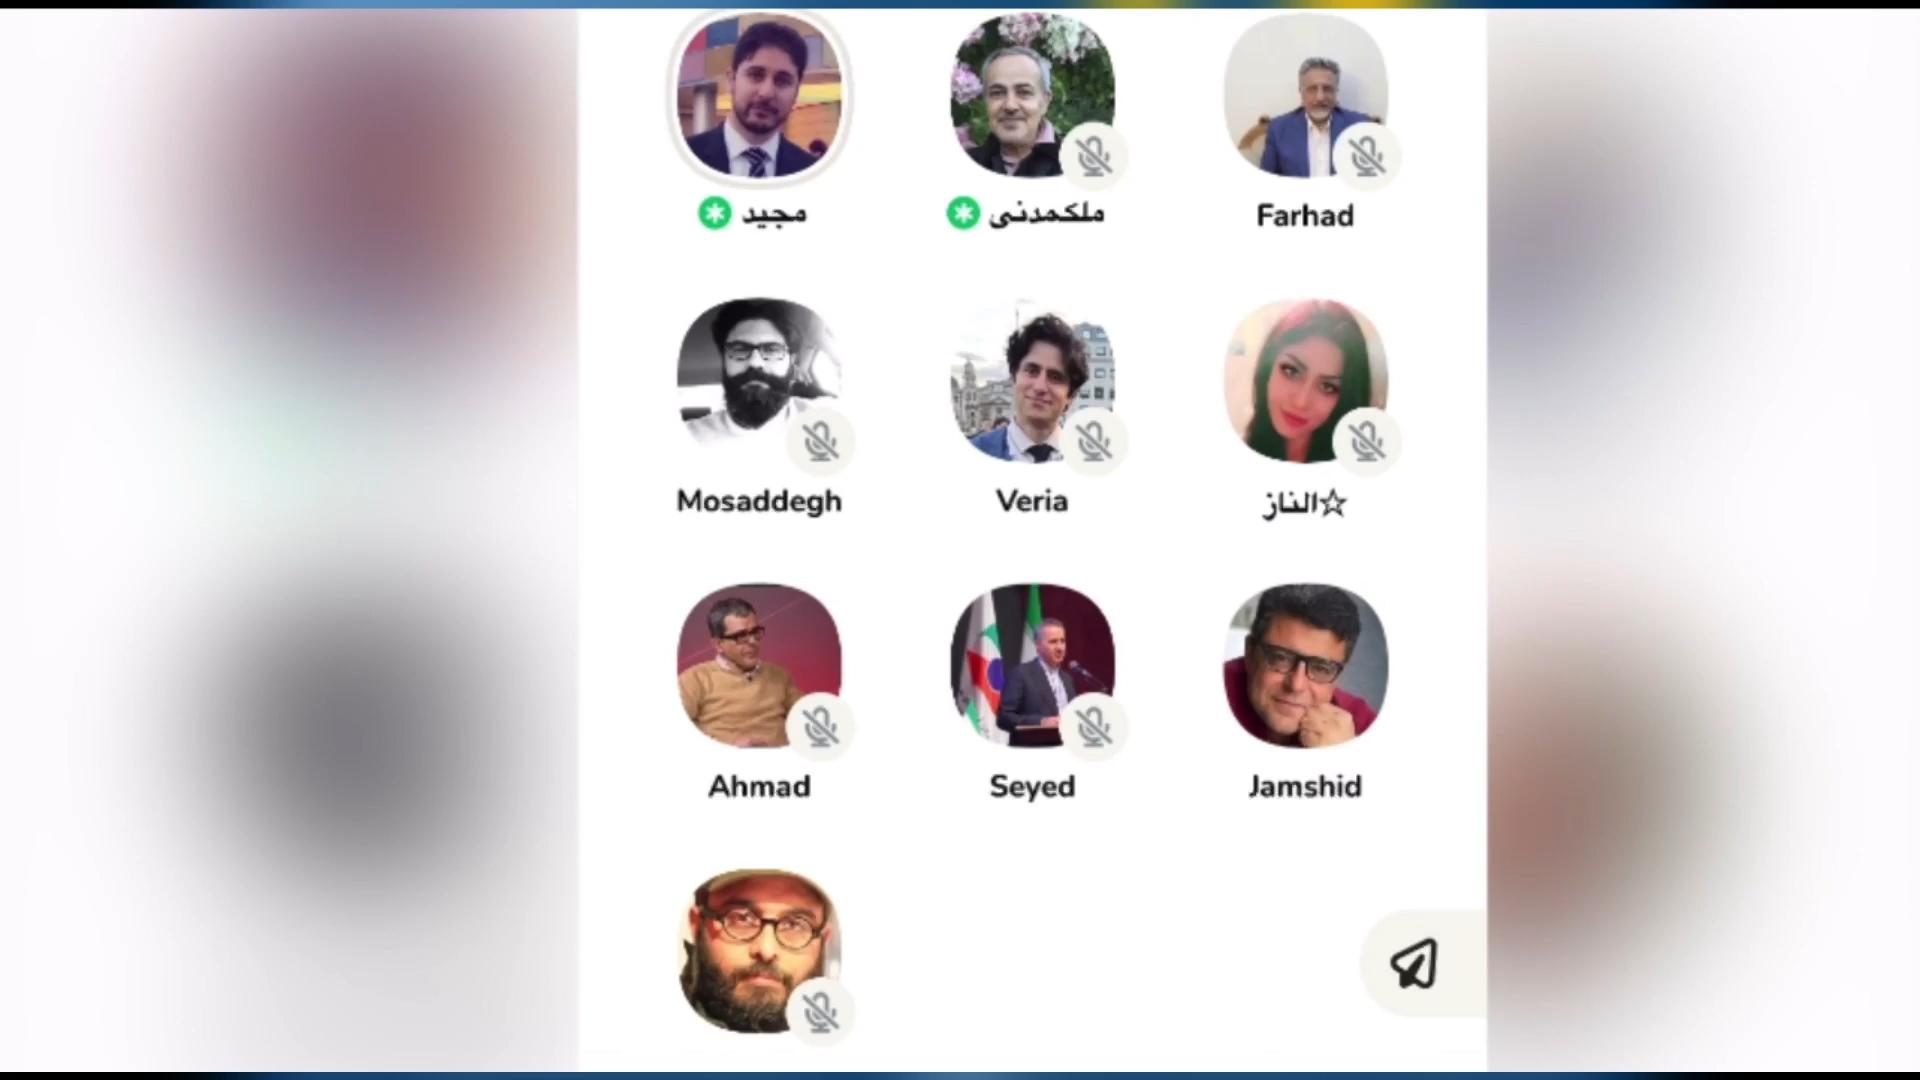 مجید
ملکمدنی
Farhad
Mosaddegh
Veria
☆الناز
Ahmad
Seyed
Jamshid